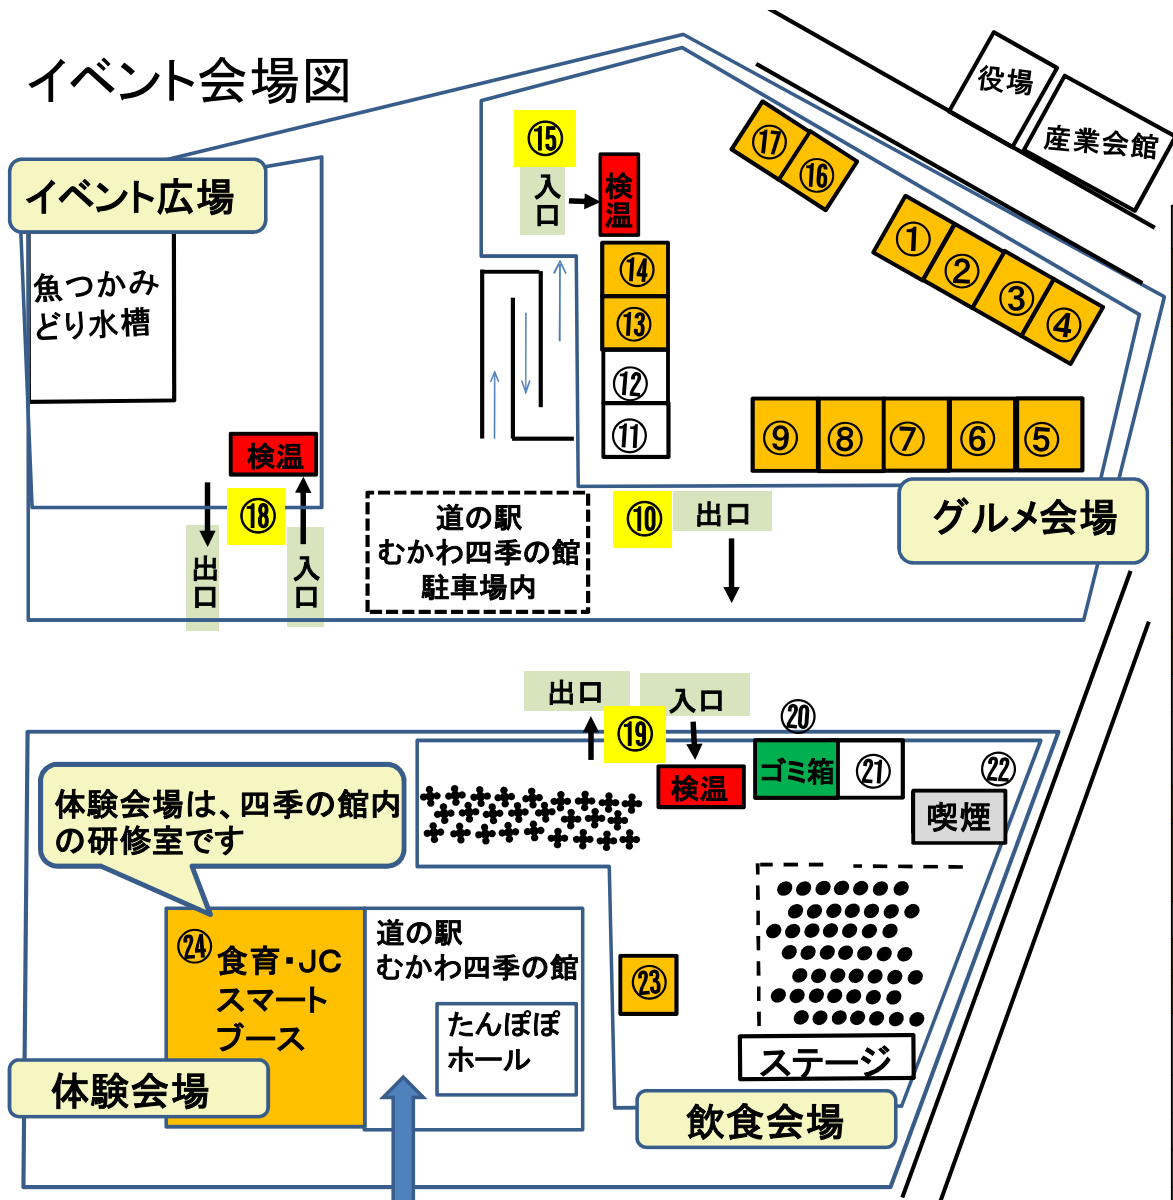 イベント会場図
役場
産業会館
イベント広場
魚つかみ
どり水槽
⑮
入口
検温
⑰
⑯
①
②
③
④
⑭
⑬
⑫
⑪
⑨
⑧
⑦
⑥
⑤
検温
⑱
出口
入口
道の駅
むかわ四季の館
駐車場内
⑩
出口
グルメ会場
出口
⑲
入口
検温
⑳
ゴミ箱
㉑
㉒
喫煙
体験会場は、四季の館内
の研修室です
㉔
食育・JC
スマート
ブース
道の駅
むかわ四季の館
たんぽぽ
ホール
㉓
ステージ
体験会場
飲食会場